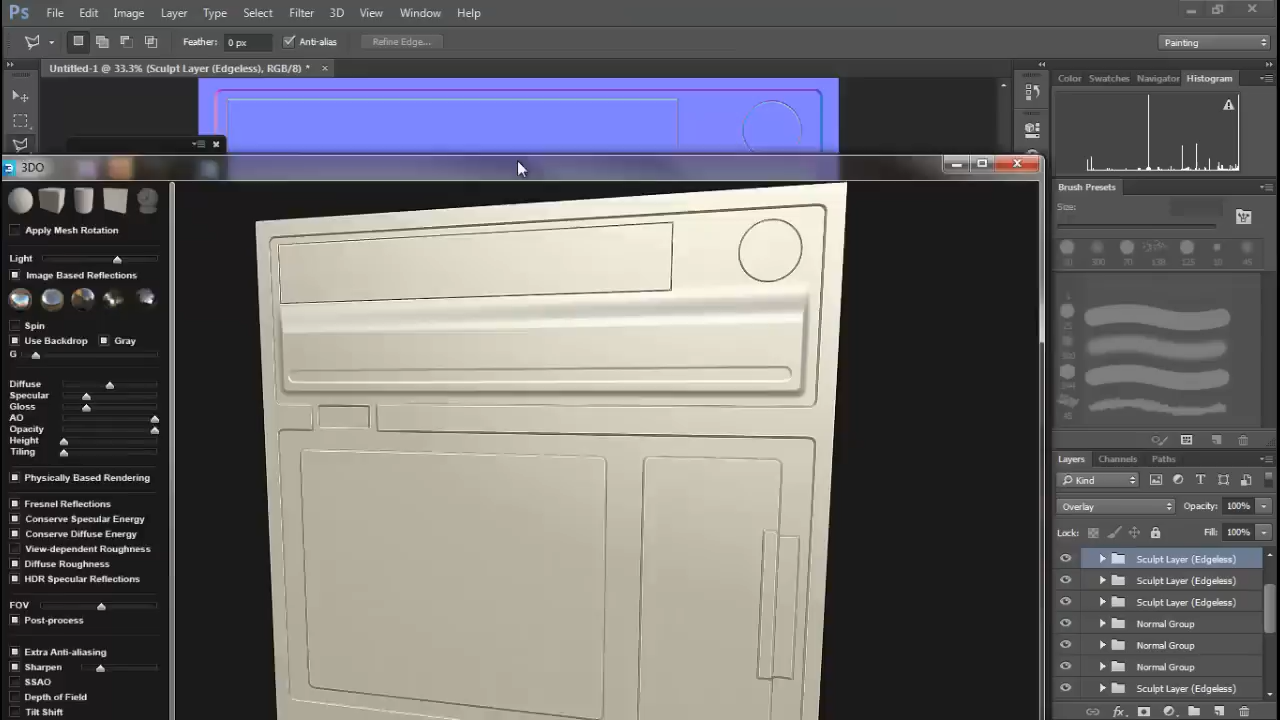 Ps File Edit Image Layer Type Select Filter 3D View Window Help
Feather: 0 px Anti-alias Refine Edge... Painting
Untitled-1 @ 33.3% (Sculpt Layer (Edgeless), RGB/8) * ×
Color Swatches Navigator Histogram
3DO
Brush Presets
Size:
Apply Mesh Rotation
Light
Image Based Reflections
Spin
Use Backdrop Gray
G
Diffuse
Specular
Gloss
AO
Opacity
Height
Tiling
Physically Based Rendering
Fresnel Reflections
Conserve Specular Energy
Conserve Diffuse Energy
View-dependent Roughness
Diffuse Roughness
HDR Specular Reflections
FOV
Post-process
Extra Anti-aliasing
Sharpen
SSAO
Depth of Field
Tilt Shift
Layers Channels Paths
Kind
Overlay Opacity: 100%
Lock: Fill: 100%
Sculpt Layer (Edgeless)
Sculpt Layer (Edgeless)
Sculpt Layer (Edgeless)
Normal Group
Normal Group
Normal Group
Sculpt Layer (Edgeless)
fx